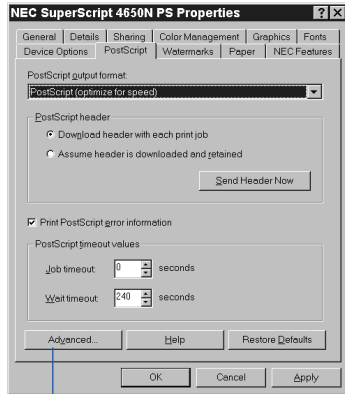 NEC SuperScript 4650N PS Properties
General Details Sharing Color Management Graphics Fonts
Device Options PostScript Watermarks Paper NEC Features
PostScript output format:
PostScript (optimize for speed)
PostScript header
Download header with each print job
Assume header is downloaded and retained
Send Header Now
Print PostScript error information
PostScript timeout values
Job timeout: 0 seconds
Wait timeout: 240 seconds
Advanced... Help Restore Defaults
OK Cancel Apply